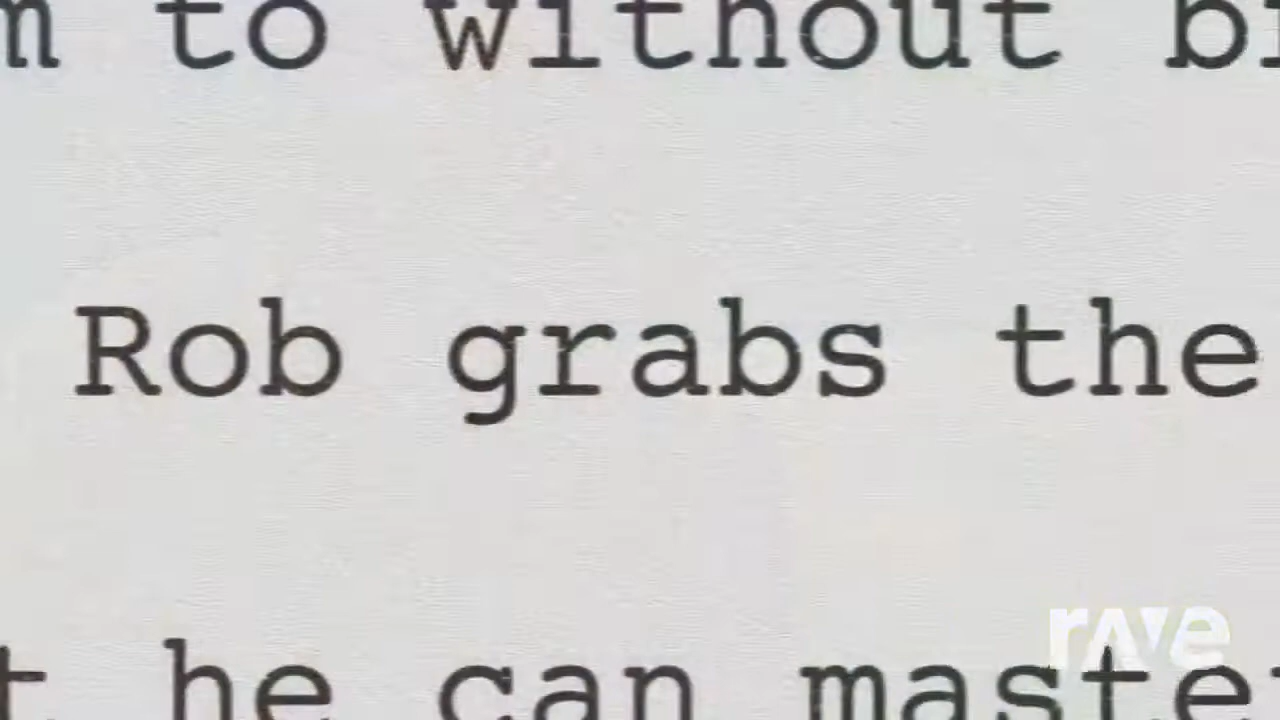 m to without b
Rob grabs the
t he can maste
rave